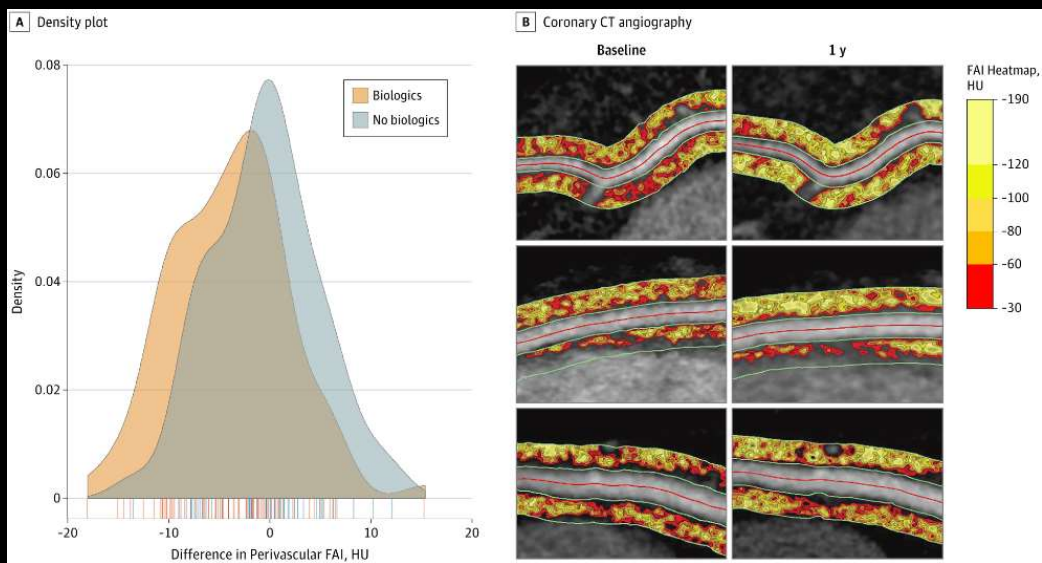 A Density plot
0.08
0.06
0.04
0.02
0
Density
-20
-10
0
10
20
Difference in Perivascular FAI, HU
Biologics
No biologics
B Coronary CT angiography
Baseline
1 y
FAI Heatmap,
HU
-190
-120
-100
-80
-60
-30